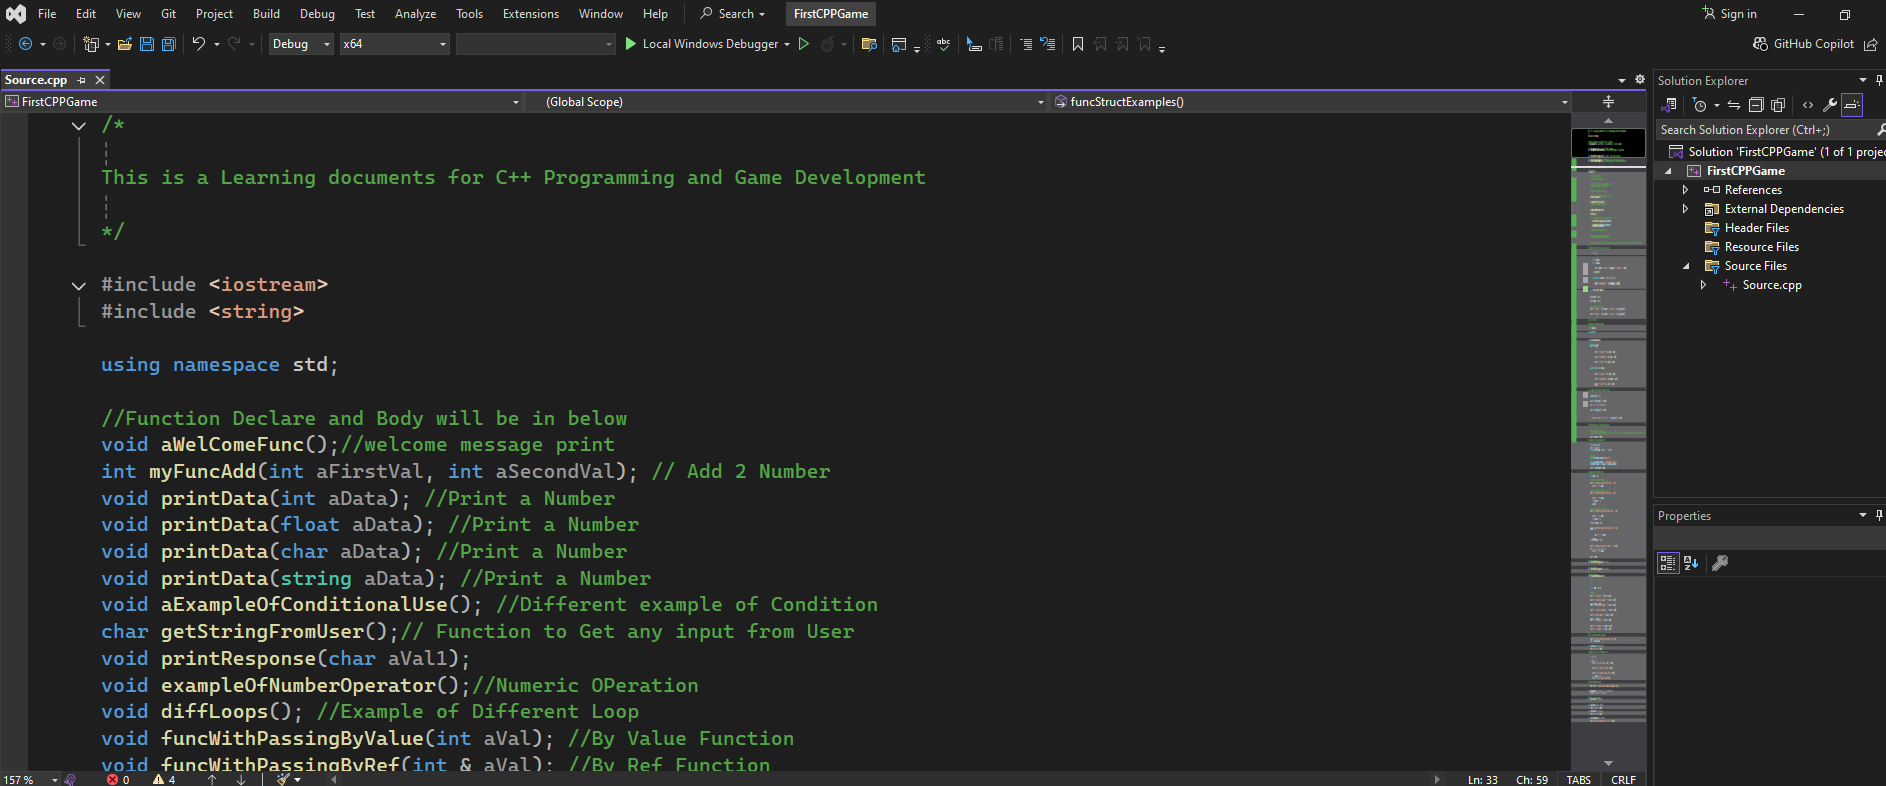 File Edit View Git Project Build Debug Test Analyze Tools Extensions Window Help Search FirstCPPGame Sign in
Debug x64 Local Windows Debugger abc GitHub Copilot
Source.cpp
FirstCPPGame (Global Scope) funcStructExamples()
/*
This is a Learning documents for C++ Programming and Game Development
*/
#include <iostream>
#include <string>
using namespace std;
//Function Declare and Body will be in below
void aWelComeFunc();//welcome message print
int myFuncAdd(int aFirstVal, int aSecondVal); // Add 2 Number
void printData(int aData); //Print a Number
void printData(float aData); //Print a Number
void printData(char aData); //Print a Number
void printData(string aData); //Print a Number
void aExampleOfConditionalUse(); //Different example of Condition
char getStringFromUser();// Function to Get any input from User
void printResponse(char aVal1);
void exampleOfNumberOperator();//Numeric OPeration
void diffLoops(); //Example of Different Loop
void funcWithPassingByValue(int aVal); //By Value Function
void funcWithPassingByRef(int & aVal); //By Ref Function
157 % 0 4 Ln: 33 Ch: 59 TABS CRLF
Solution Explorer
Search Solution Explorer (Ctrl+;)
Solution 'FirstCPPGame' (1 of 1 projec
FirstCPPGame
References
External Dependencies
Header Files
Resource Files
Source Files
Source.cpp
Properties